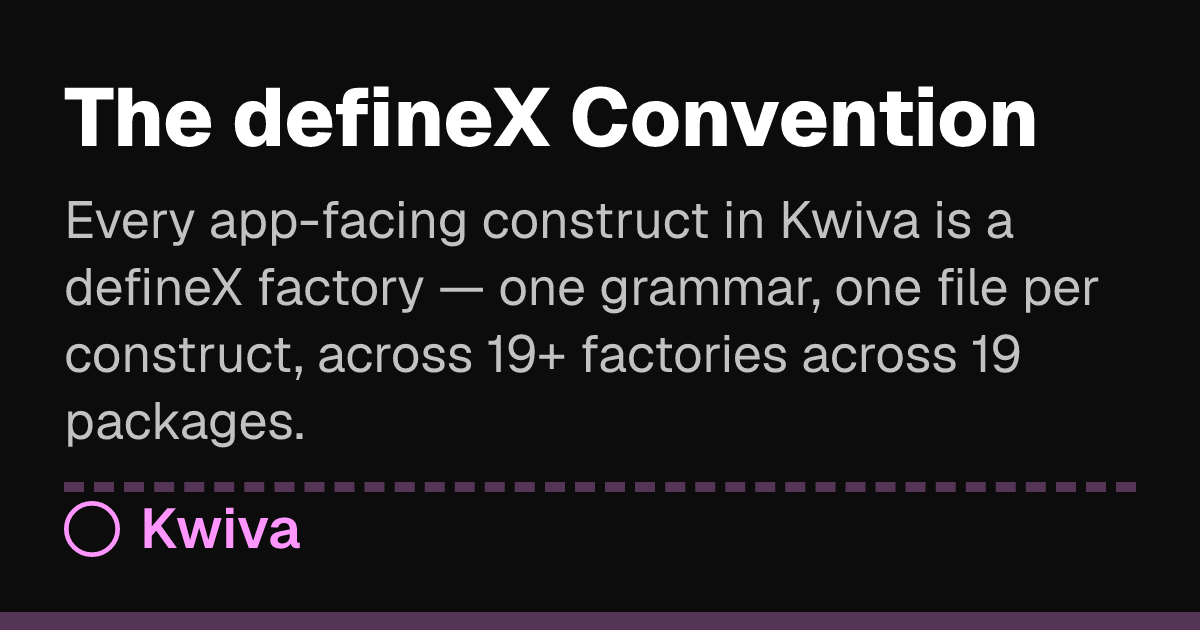 The defineX Convention
Every app-facing construct in Kwiva is a
defineX factory — one grammar, one file per
construct, across 19+ factories across 19
packages.
Kwiva